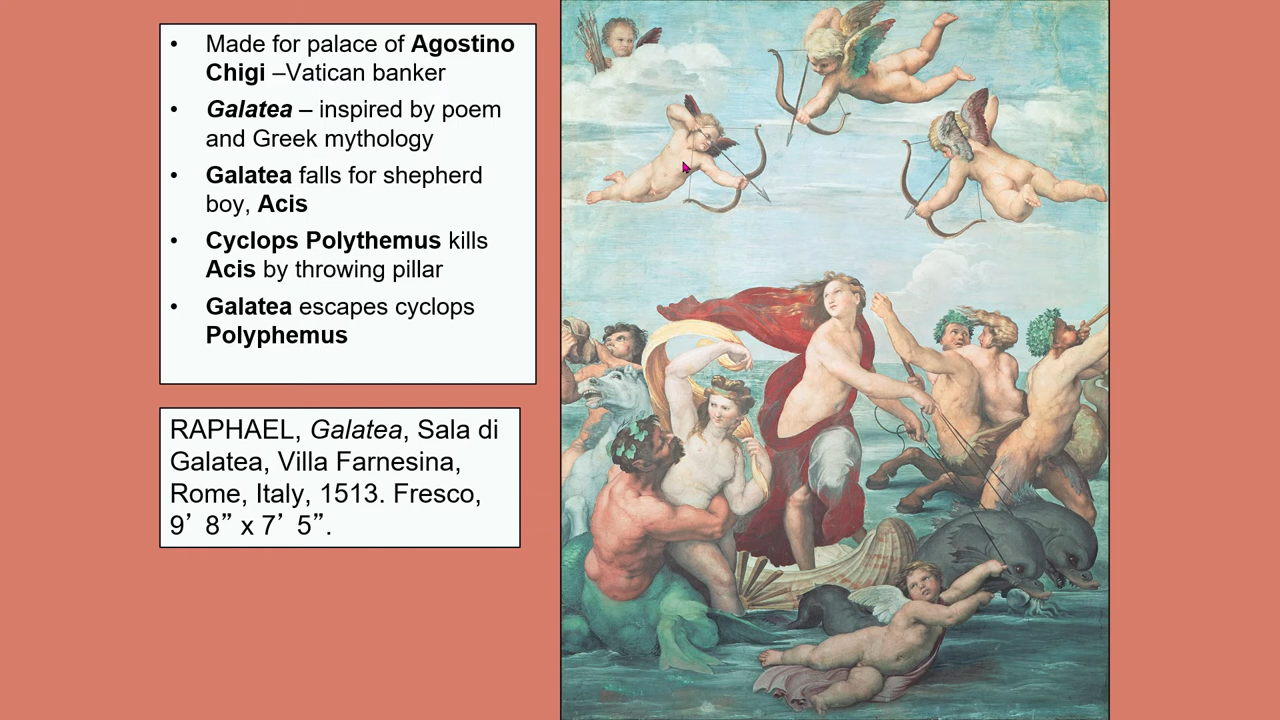 • Made for palace of Agostino
Chigi –Vatican banker
• Galatea – inspired by poem
and Greek mythology
• Galatea falls for shepherd
boy, Acis
• Cyclops Polythemus kills
Acis by throwing pillar
• Galatea escapes cyclops
Polyphemus
RAPHAEL, Galatea, Sala di
Galatea, Villa Farnesina,
Rome, Italy, 1513. Fresco,
9’ 8” x 7’ 5”.